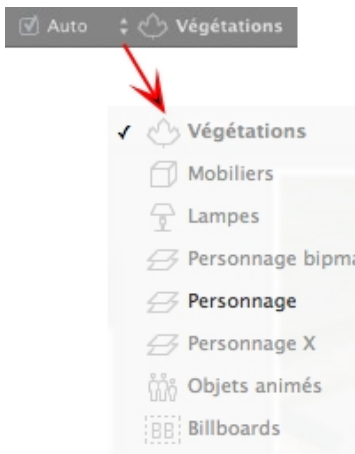 Auto Végétations
Végétations
Mobiliers
Lampes
Personnage bipma
Personnage
Personnage X
Objets animés
BB Billboards